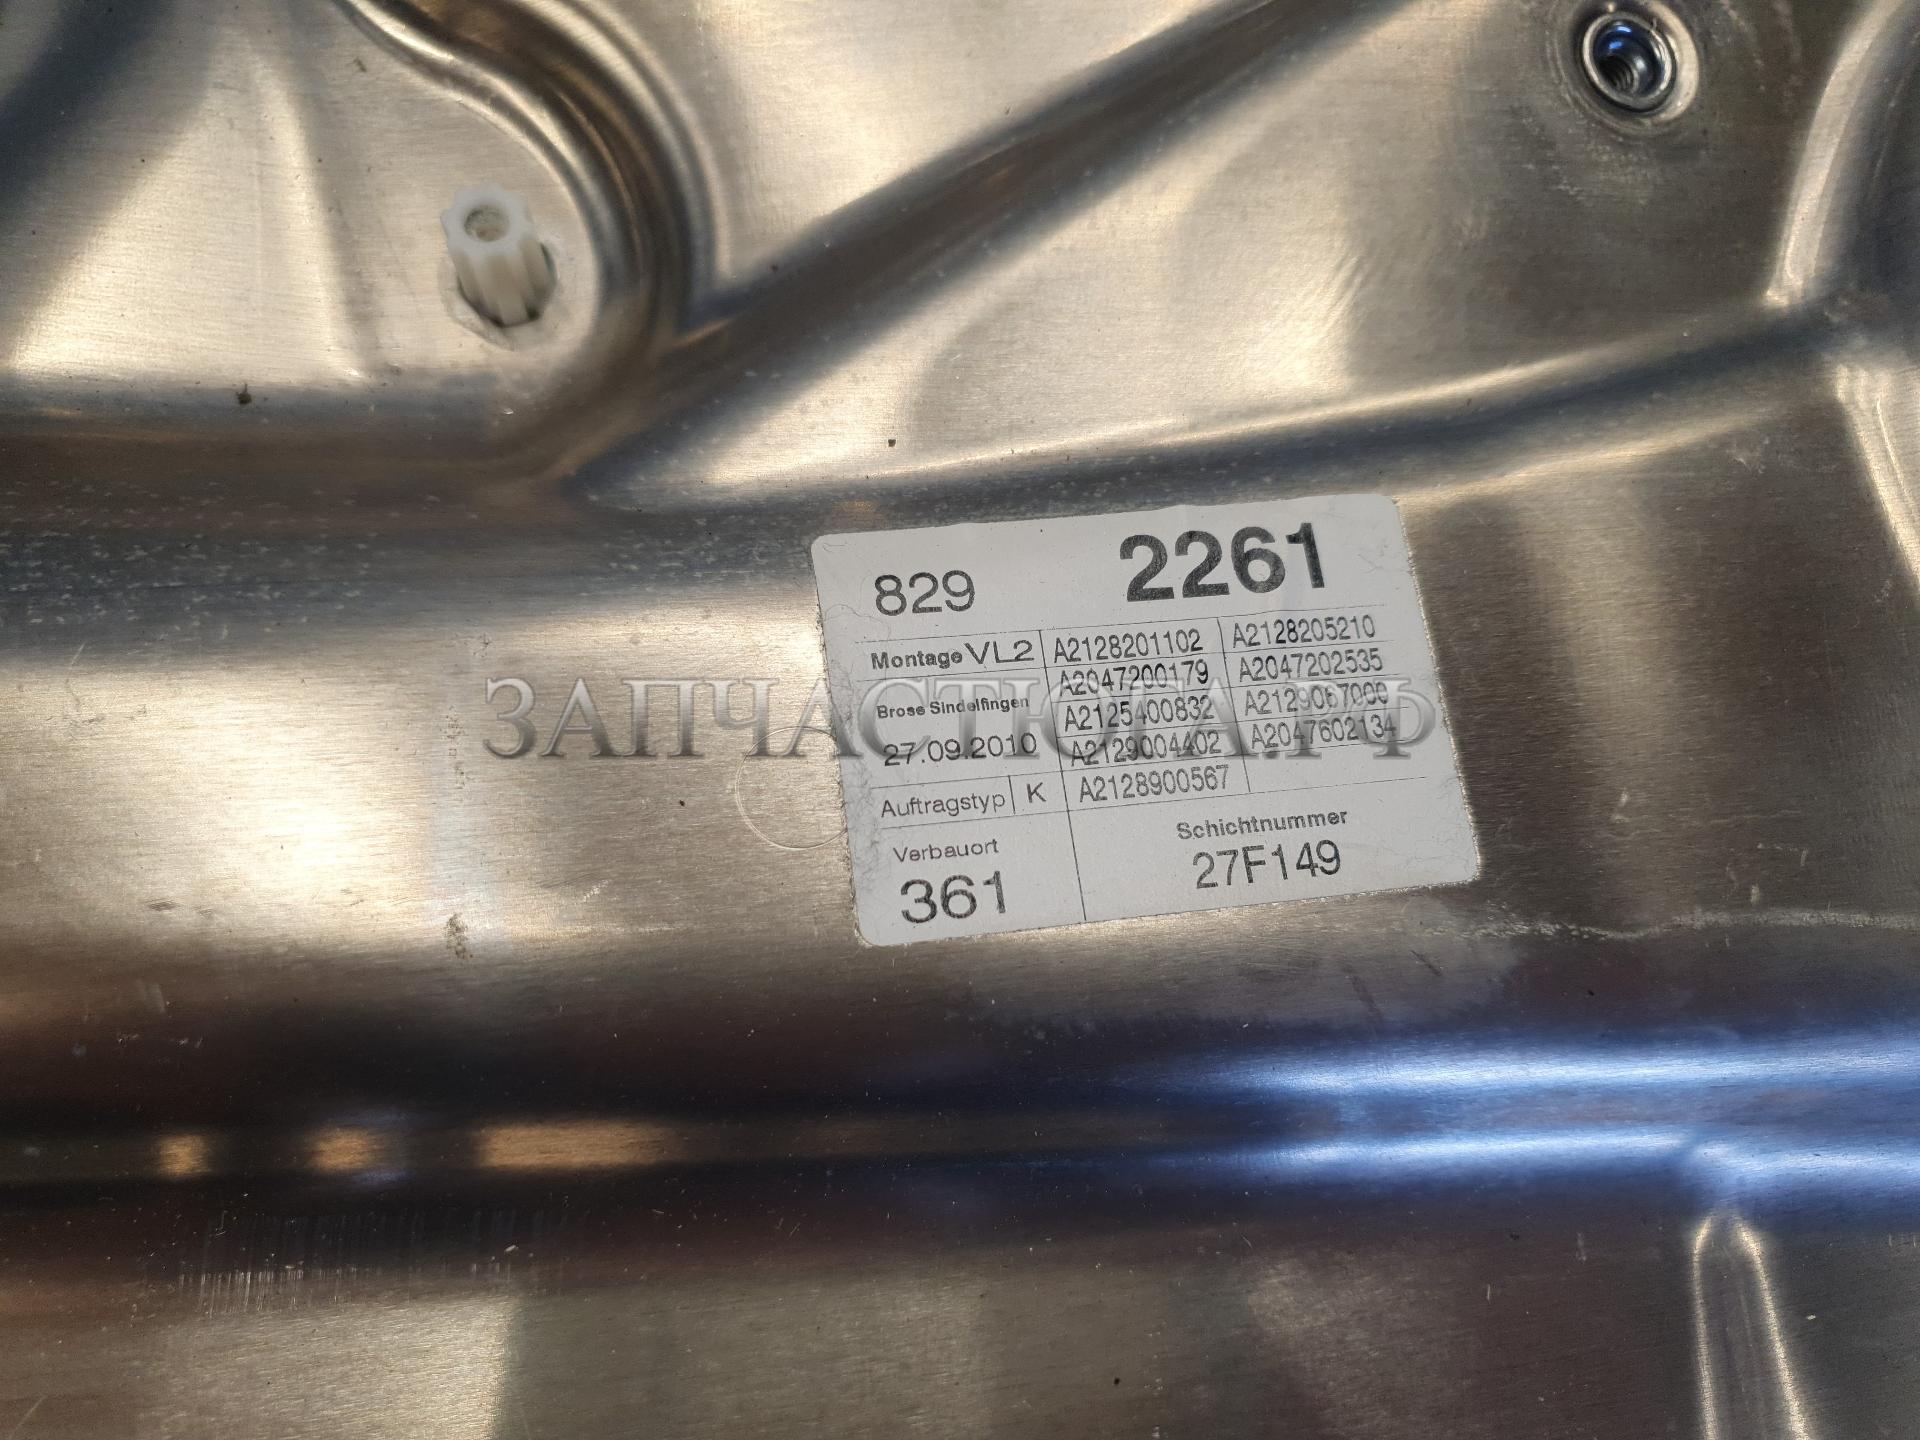 829 2261
Montage VL2 A2128201102 A2128205210
A2047200179 A2047202535
Brose Sindelfingen A2125400832 A2129067000
27.09.2010 A2129004402 A2047602134
Auftragstyp K A2128900567
Verbauort Schichtnummer
361 27F149
ЗАПЧАСТЮГА.РФ